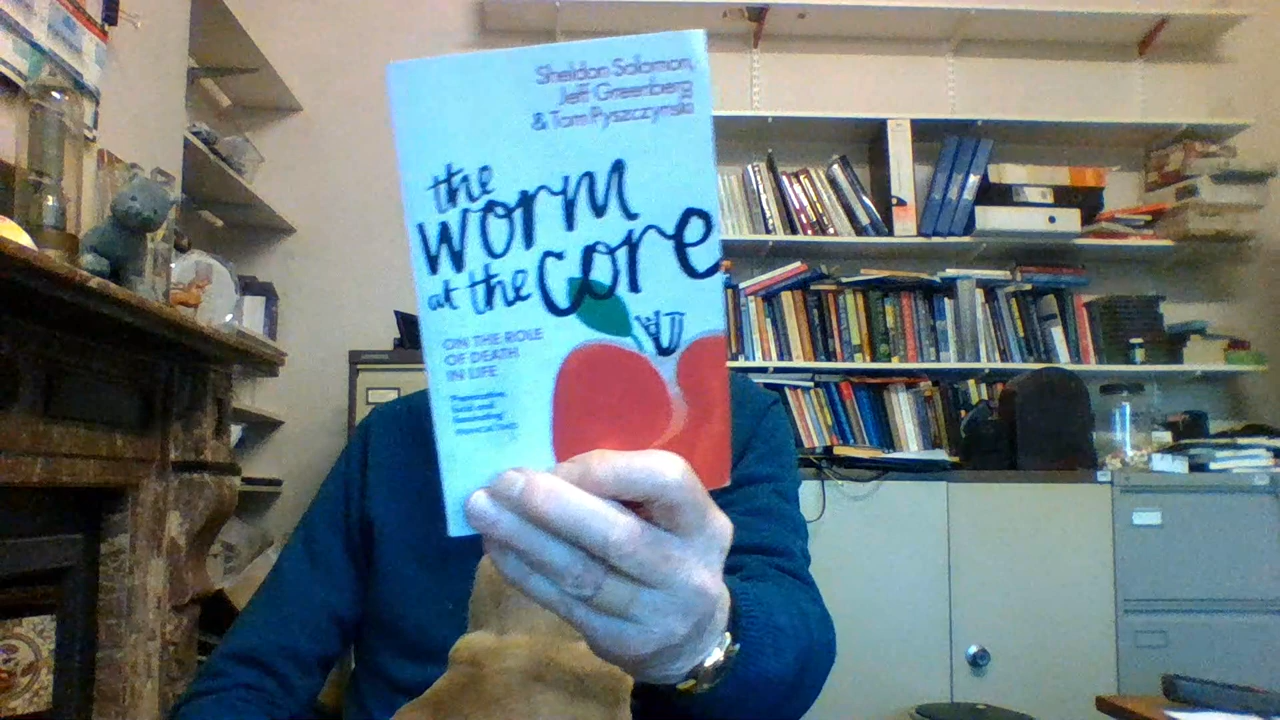 Sheldon Solomon,
Jeff Greenberg
& Tom Pyszczynski
the
worm
at the core
ON THE ROLE
OF DEATH
IN LIFE